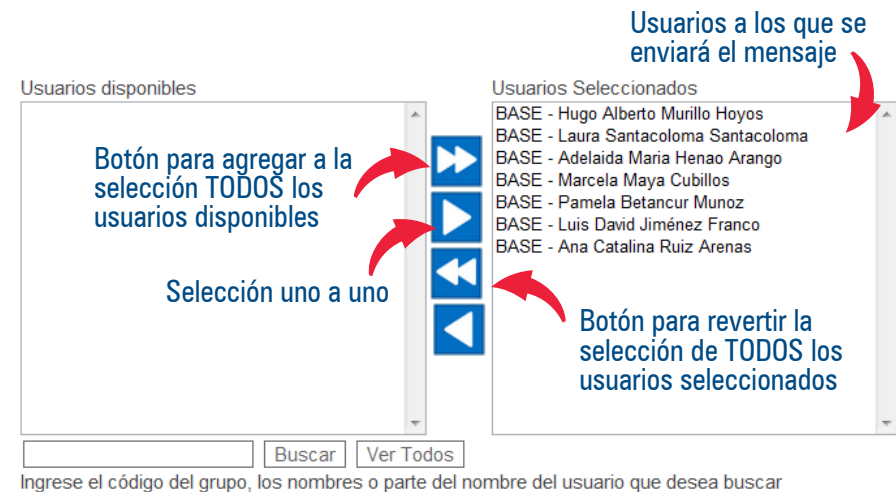 Usuarios a los que se
enviará el mensaje
Usuarios disponibles
Usuarios Seleccionados
BASE - Hugo Alberto Murillo Hoyos
BASE - Laura Santacoloma Santacoloma
BASE - Adelaida Maria Henao Arango
BASE - Marcela Maya Cubillos
BASE - Pamela Betancur Munoz
BASE - Luis David Jiménez Franco
BASE - Ana Catalina Ruiz Arenas
Botón para agregar a la
selección TODOS los
usuarios disponibles
Selección uno a uno
Botón para revertir la
selección de TODOS los
usuarios seleccionados
Buscar
Ver Todos
Ingrese el código del grupo, los nombres o parte del nombre del usuario que desea buscar